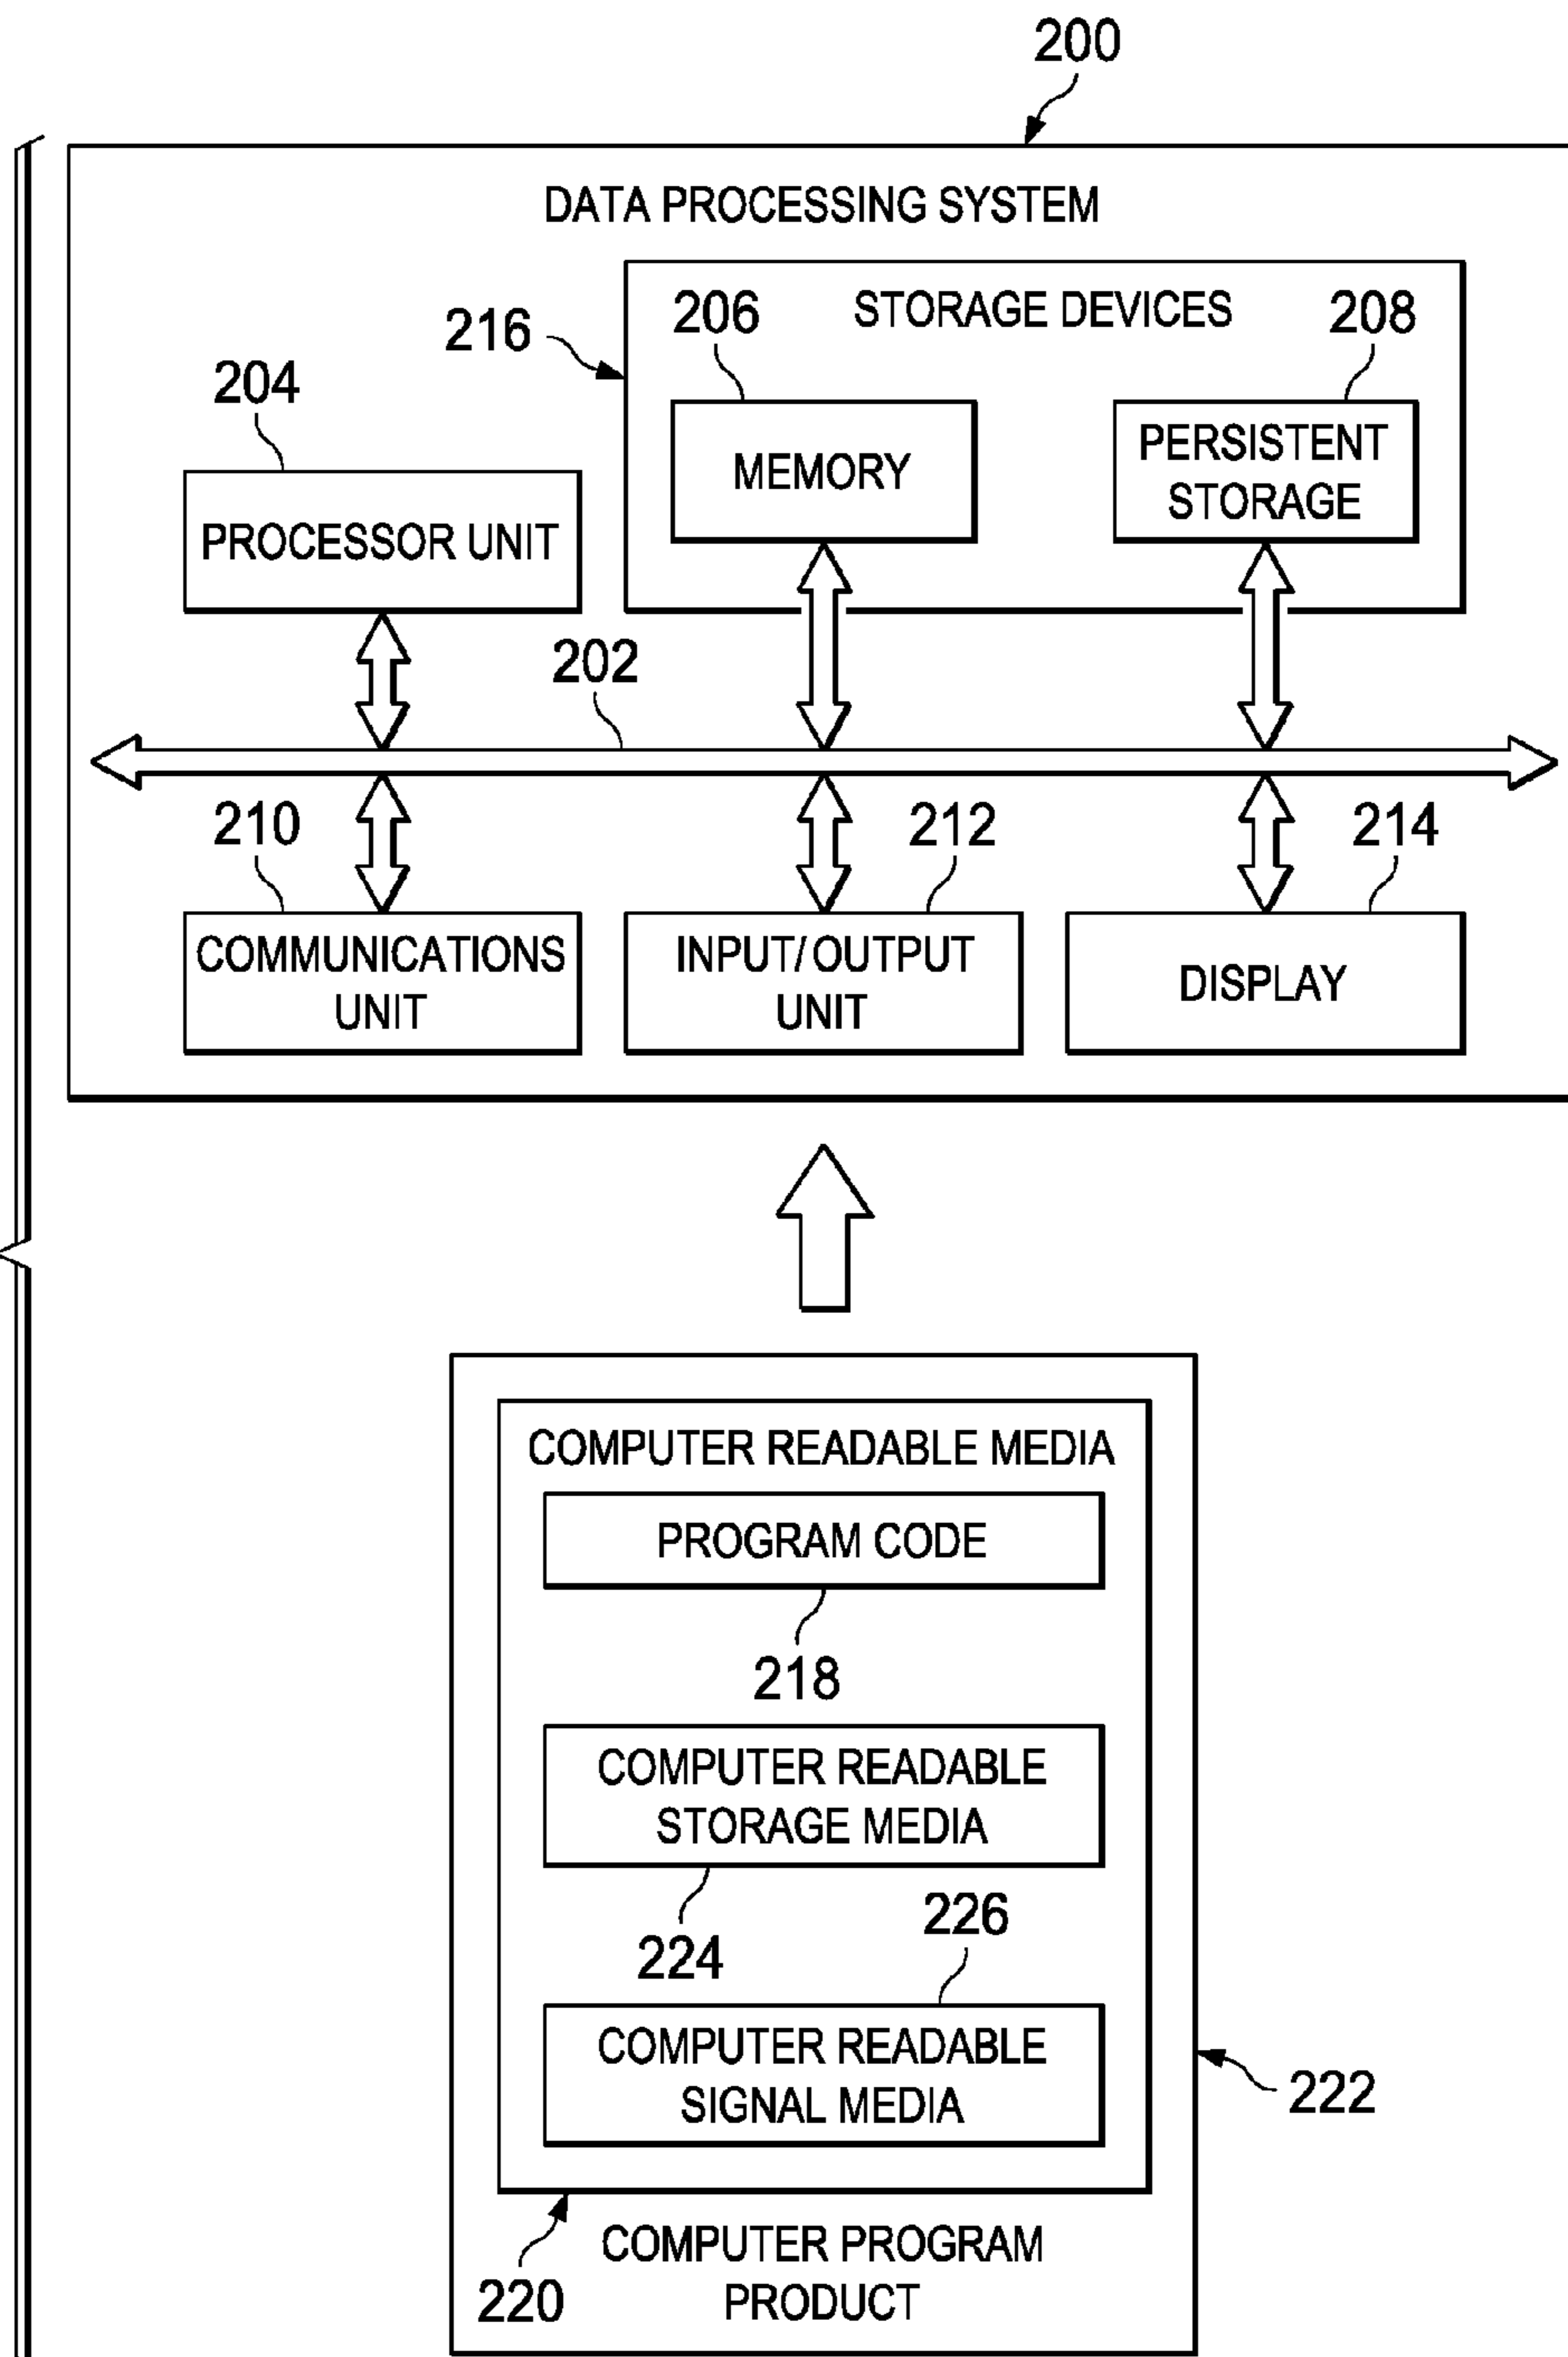 200
DATA PROCESSING SYSTEM
216
206
STORAGE DEVICES
208
204
MEMORY
PERSISTENT
STORAGE
PROCESSOR UNIT
202
210
212
214
COMMUNICATIONS
UNIT
INPUT/OUTPUT
UNIT
DISPLAY
COMPUTER READABLE MEDIA
PROGRAM CODE
218
COMPUTER READABLE
STORAGE MEDIA
224
226
COMPUTER READABLE
SIGNAL MEDIA
222
220
COMPUTER PROGRAM
PRODUCT